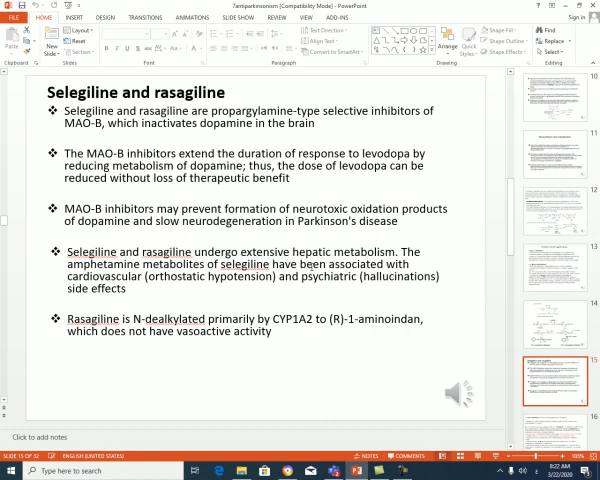 ?antiparkinsonism [Compatibility Mode] - PowerPoint
Sign in
FILE HOME INSERT DESIGN TRANSITIONS ANIMATIONS SLIDE SHOW REVIEW VIEW ADD-INS
Paste
New Slide
Layout
Reset
Section
Text Direction
Align Text
Convert to SmartArt
Arrange
Quick Styles
Shape Fill
Shape Outline
Shape Effects
Find
Replace
Select
Clipboard Slides Font Paragraph Drawing Editing
Selegiline and rasagiline
❖ Selegiline and rasagiline are propargylamine-type selective inhibitors of
MAO-B, which inactivates dopamine in the brain
❖ The MAO-B inhibitors extend the duration of response to levodopa by
reducing metabolism of dopamine; thus, the dose of levodopa can be
reduced without loss of therapeutic benefit
❖ MAO-B inhibitors may prevent formation of neurotoxic oxidation products
of dopamine and slow neurodegeneration in Parkinson's disease
❖ Selegiline and rasagiline undergo extensive hepatic metabolism. The
amphetamine metabolites of selegiline have been associated with
cardiovascular (orthostatic hypotension) and psychiatric (hallucinations)
side effects
❖ Rasagiline is N-dealkylated primarily by CYP1A2 to (R)-1-aminoindan,
which does not have vasoactive activity
10
11
12
13
14
15
16
Click to add notes
SLIDE 15 OF 32 ENGLISH (UNITED STATES) NOTES COMMENTS 105%
Type here to search
8:22 AM
3/22/2020